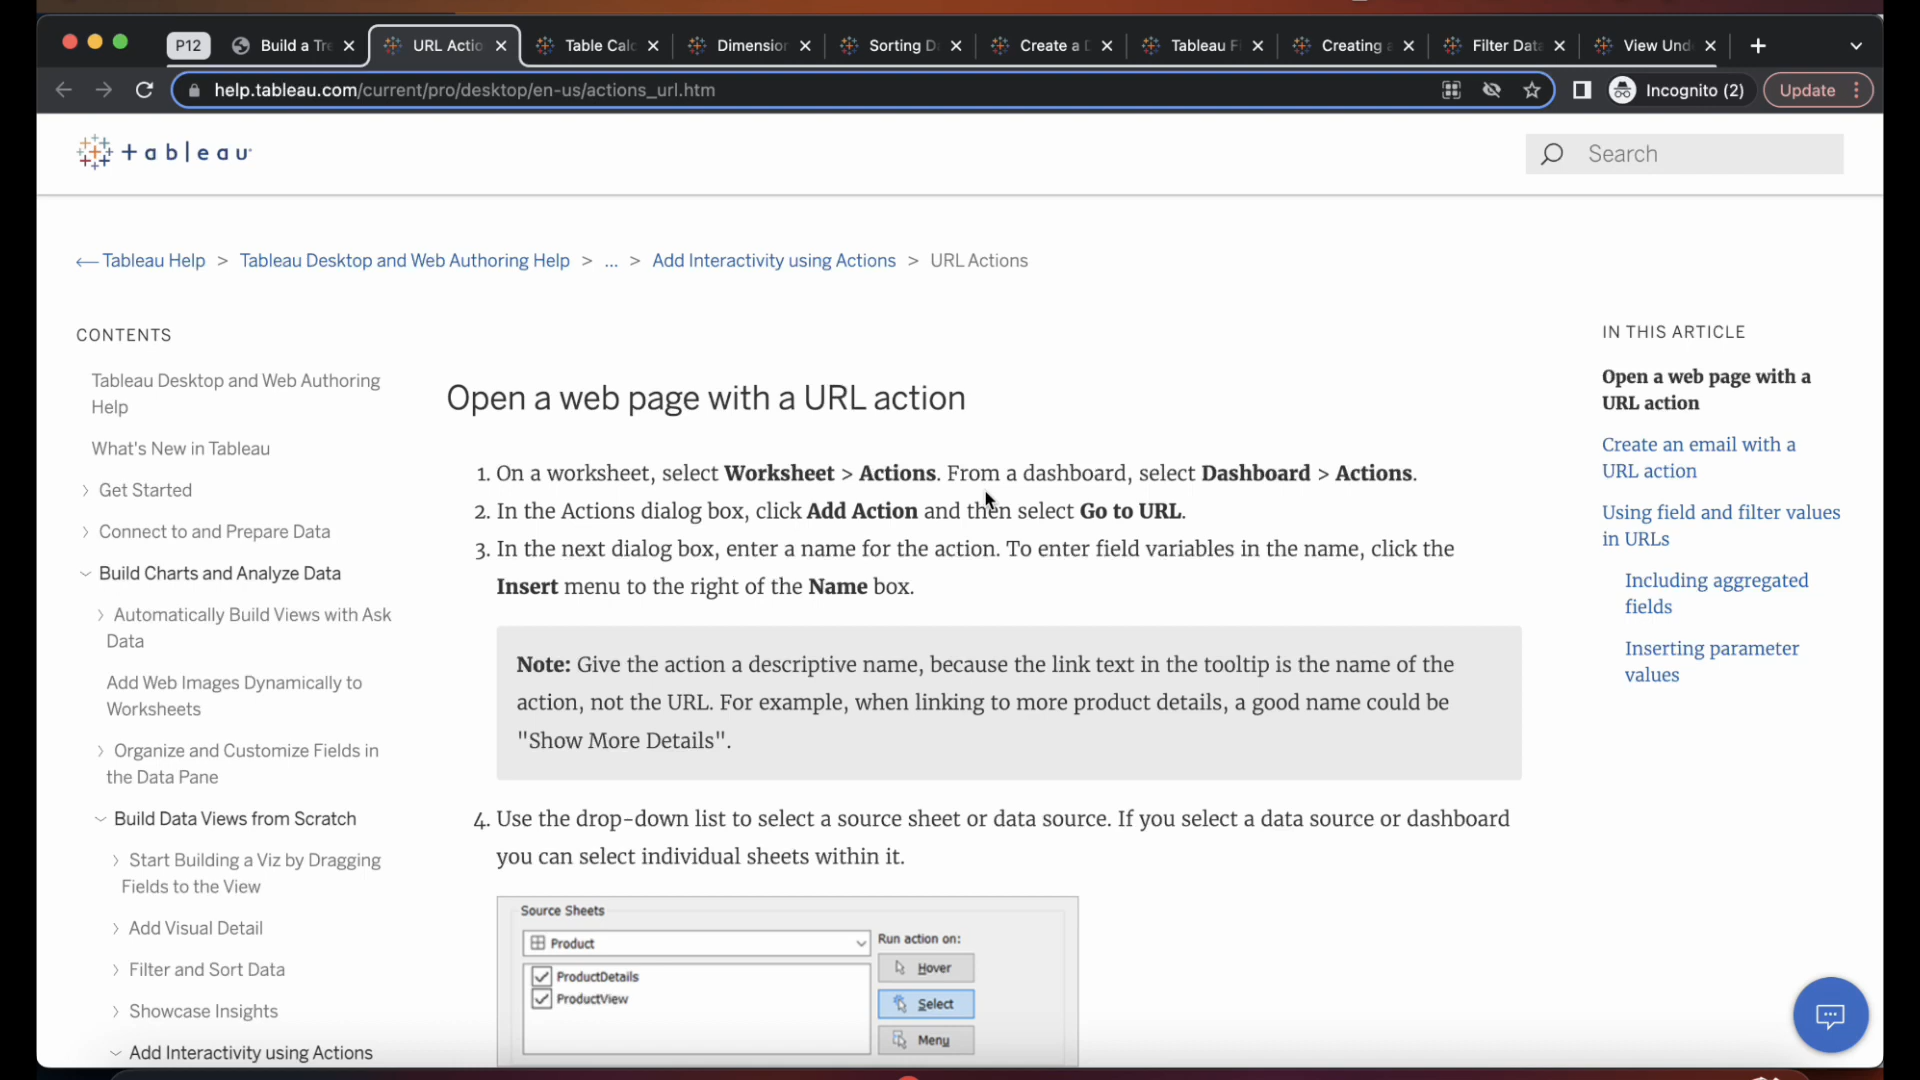 P12
Build a Tre
URL Actio
Table Calc
Dimension
Sorting D
Create a D
Tableau F
Creating a
Filter Data
View Und
help.tableau.com/current/pro/desktop/en-us/actions_url.htm
Incognito (2)
Update
+ableau
Search
Tableau Help > Tableau Desktop and Web Authoring Help > ... > Add Interactivity using Actions > URL Actions
CONTENTS
Tableau Desktop and Web Authoring
Help
What's New in Tableau
Get Started
Connect to and Prepare Data
Build Charts and Analyze Data
Automatically Build Views with Ask
Data
Add Web Images Dynamically to
Worksheets
Organize and Customize Fields in
the Data Pane
Build Data Views from Scratch
Start Building a Viz by Dragging
Fields to the View
Add Visual Detail
Filter and Sort Data
Showcase Insights
Add Interactivity using Actions
Open a web page with a URL action
1. On a worksheet, select Worksheet > Actions. From a dashboard, select Dashboard > Actions.
2. In the Actions dialog box, click Add Action and then select Go to URL.
3. In the next dialog box, enter a name for the action. To enter field variables in the name, click the
Insert menu to the right of the Name box.
Note: Give the action a descriptive name, because the link text in the tooltip is the name of the
action, not the URL. For example, when linking to more product details, a good name could be
"Show More Details".
4. Use the drop-down list to select a source sheet or data source. If you select a data source or dashboard
you can select individual sheets within it.
Source Sheets
Product
ProductDetails
ProductView
Run action on:
Hover
Select
Menu
IN THIS ARTICLE
Open a web page with a
URL action
Create an email with a
URL action
Using field and filter values
in URLs
Including aggregated
fields
Inserting parameter
values